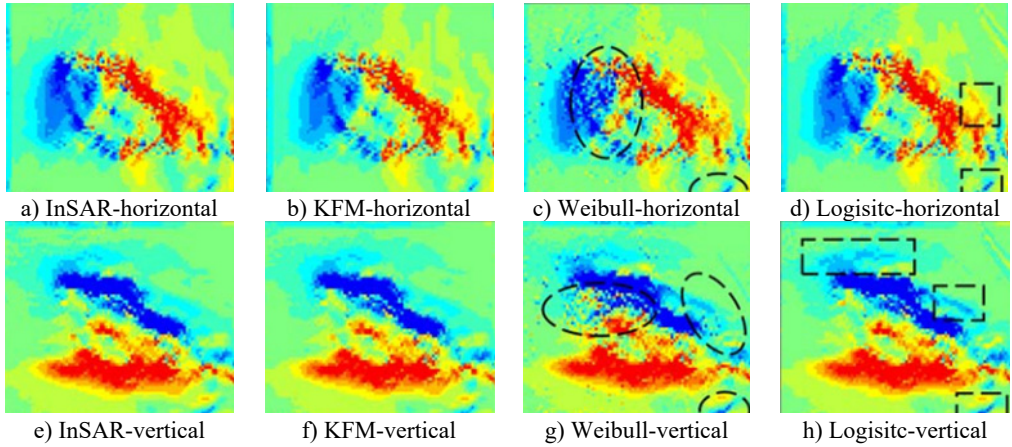 a) InSAR-horizontal b) KFM-horizontal c) Weibull-horizontal d) Logisitc-horizontal
e) InSAR-vertical f) KFM-vertical g) Weibull-vertical h) Logisitc-vertical